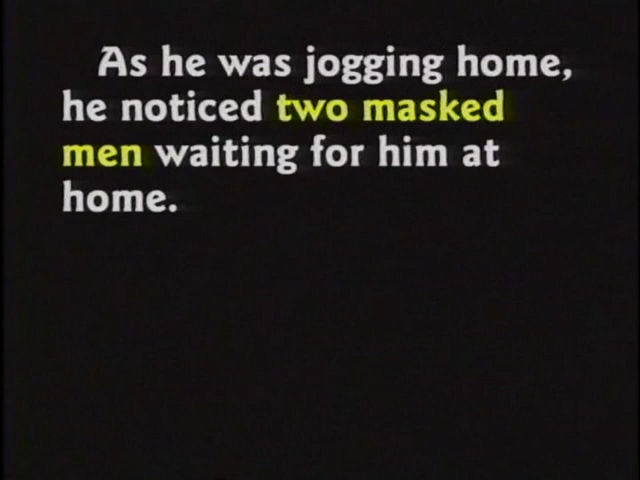 As he was jogging home,
he noticed two masked
men waiting for him at
home.